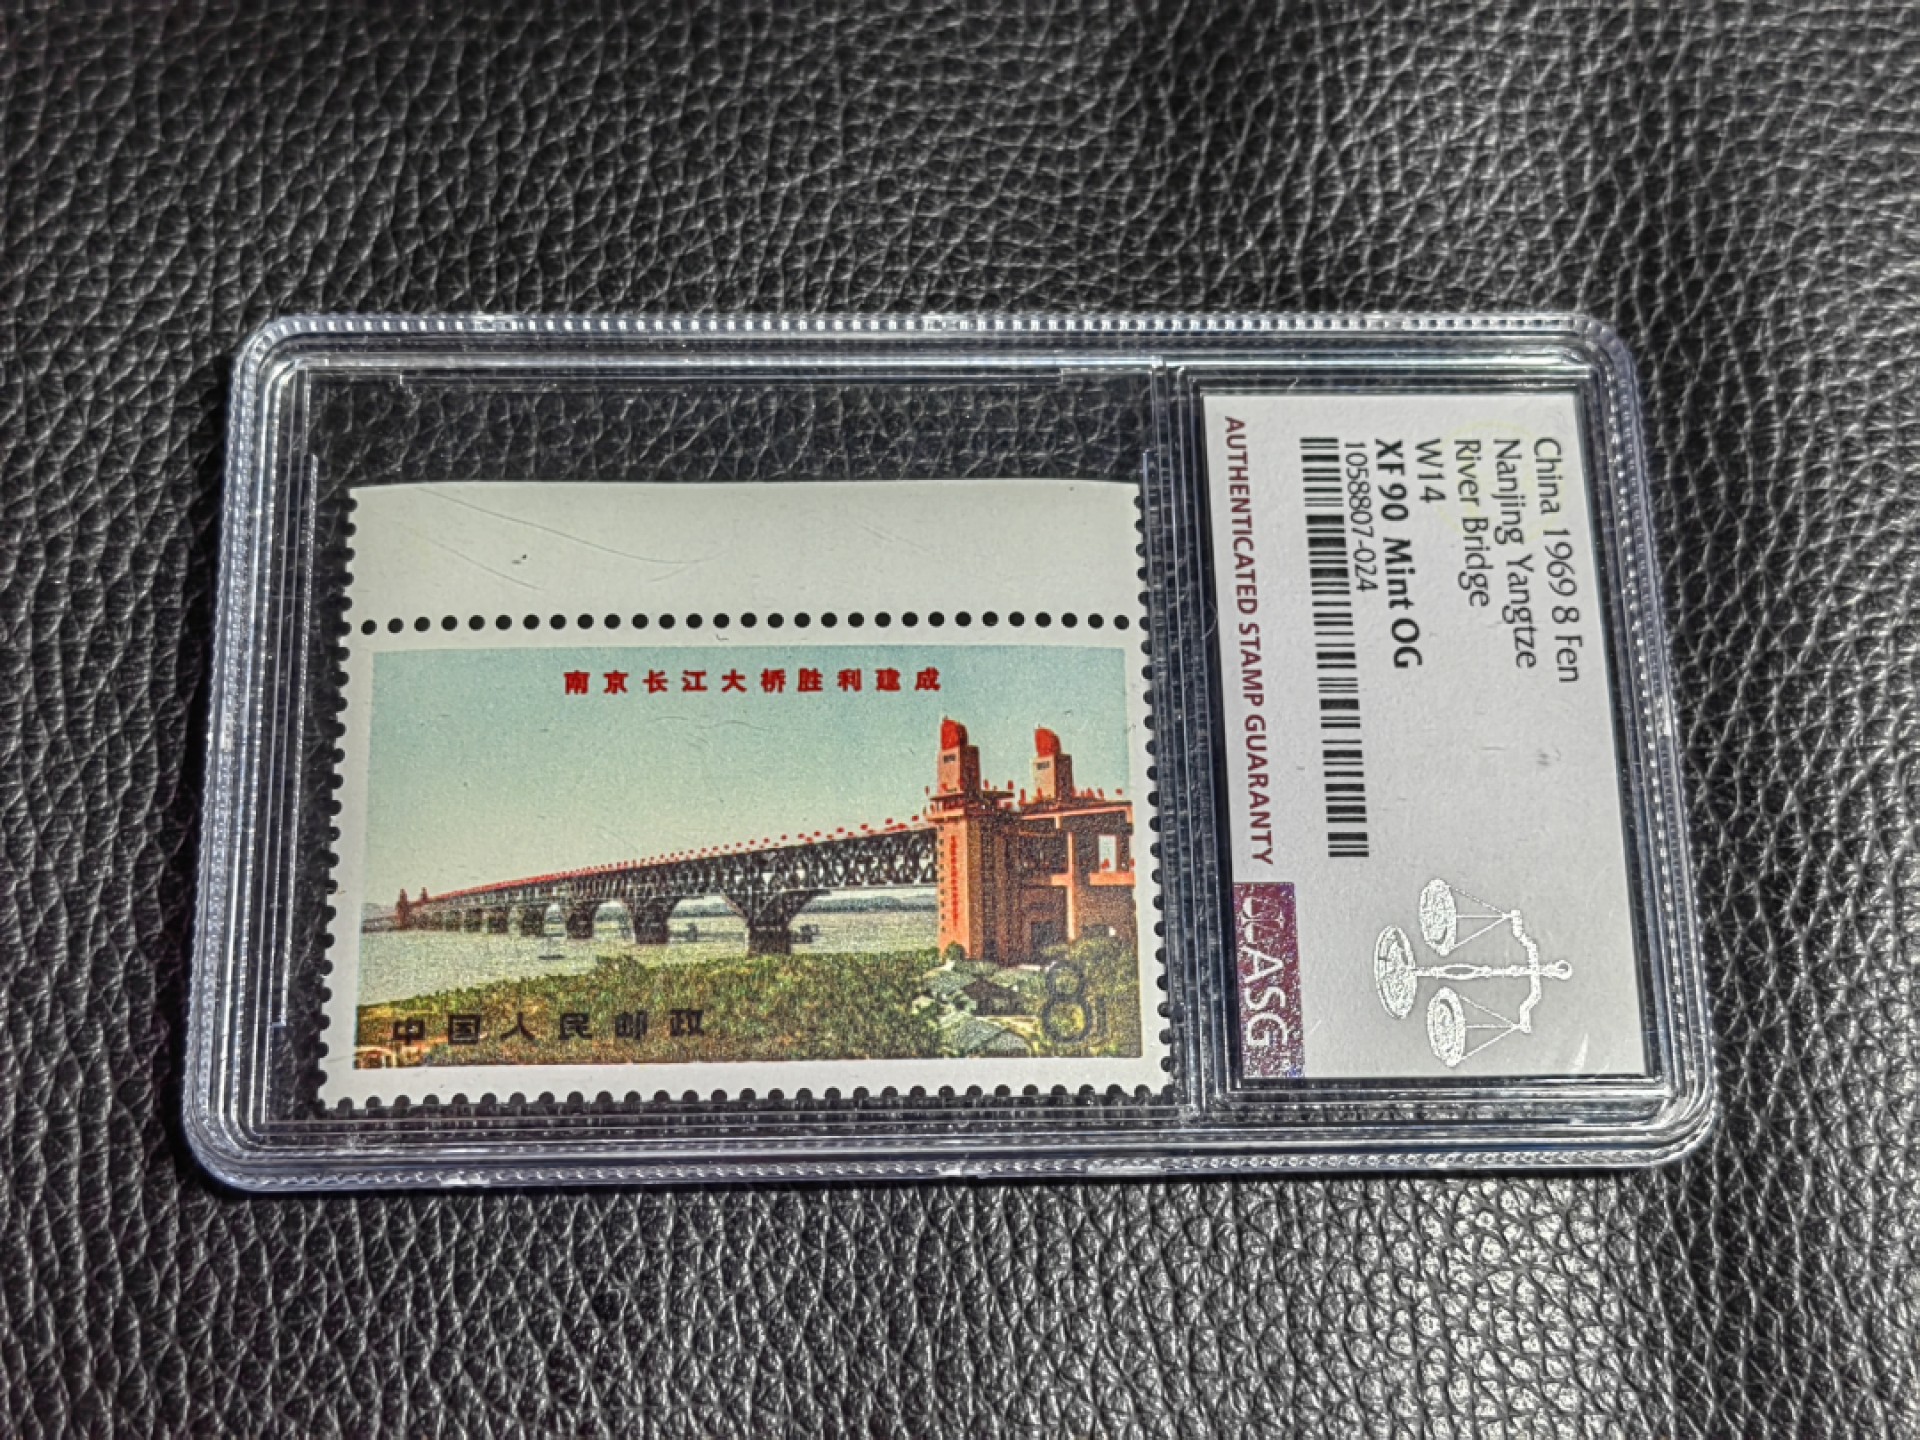 南京长江大桥胜利建成
中国人民邮政
8
China 1969 8 Fen
Nanjing Yangtze
River Bridge
W14
XF 90 Mint OG
1058807-024
AUTHENTICATED STAMP GUARANTY
ASG